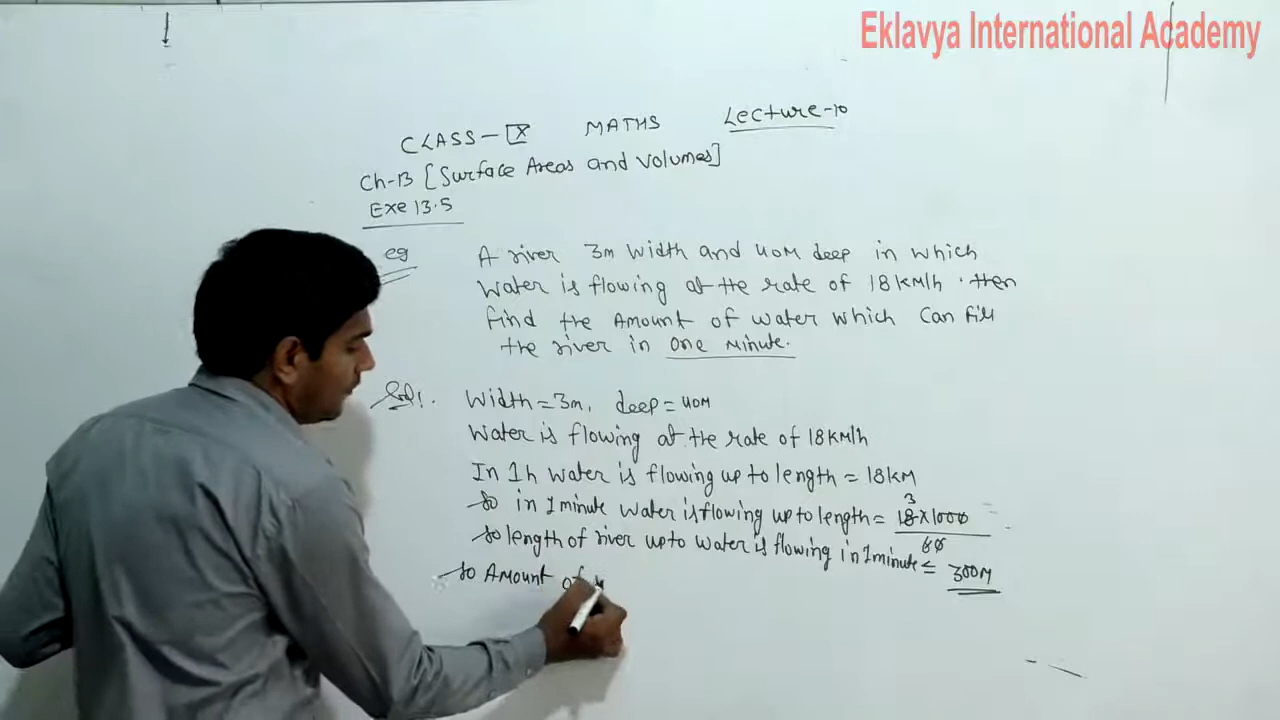 Eklavya International Academy
CLASS - IX MATHS Lecture-10
Ch-13 [Surface Areas and Volumes]
Exe 13.5
eg A river 3m width and 40M deep in which
water is flowing at the rate of 18KM/h. then
find the Amount of water which can fill
the river in one minute.
Sol. Width = 3m, deep = 40M
Water is flowing at the rate of 18KM/h
In 1h water is flowing up to length = 18KM
3
So in 1minute water is flowing up to length = 18×1000
60
So length of river up to water is flowing in 1minute = 300M
So Amount of